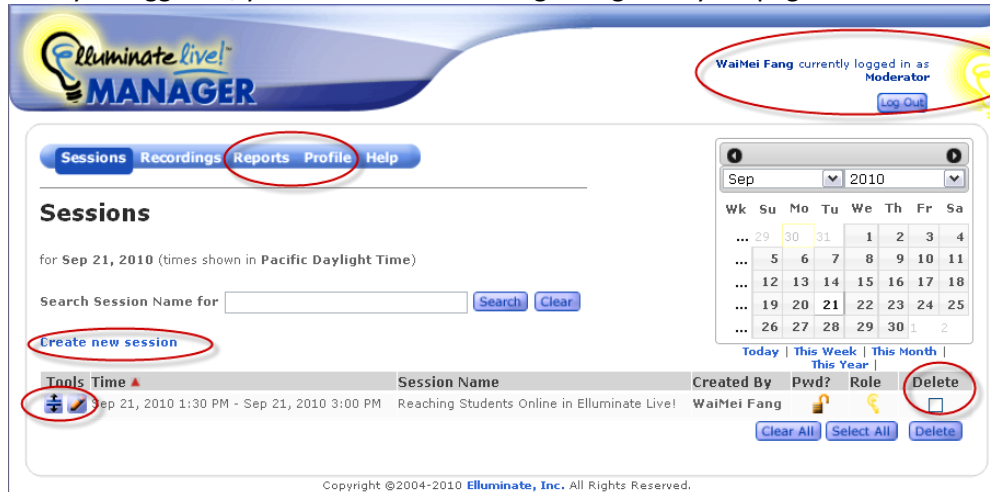 Elluminate live!™
MANAGER
WaiMei Fang currently logged in as
Moderator
Log Out
Sessions Recordings Reports Profile Help
Sessions
for Sep 21, 2010 (times shown in Pacific Daylight Time)
Search Session Name for Search Clear
Create new session
Sep 2010
Wk Su Mo Tu We Th Fr Sa
... 29 30 31 1 2 3 4
... 5 6 7 8 9 10 11
... 12 13 14 15 16 17 18
... 19 20 21 22 23 24 25
... 26 27 28 29 30 1 2
Today | This Week | This Month |
This Year |
Tools Time Session Name Created By Pwd? Role Delete
Sep 21, 2010 1:30 PM - Sep 21, 2010 3:00 PM Reaching Students Online in Elluminate Live! WaiMei Fang
Clear All Select All Delete
Copyright ©2004-2010 Elluminate, Inc. All Rights Reserved.